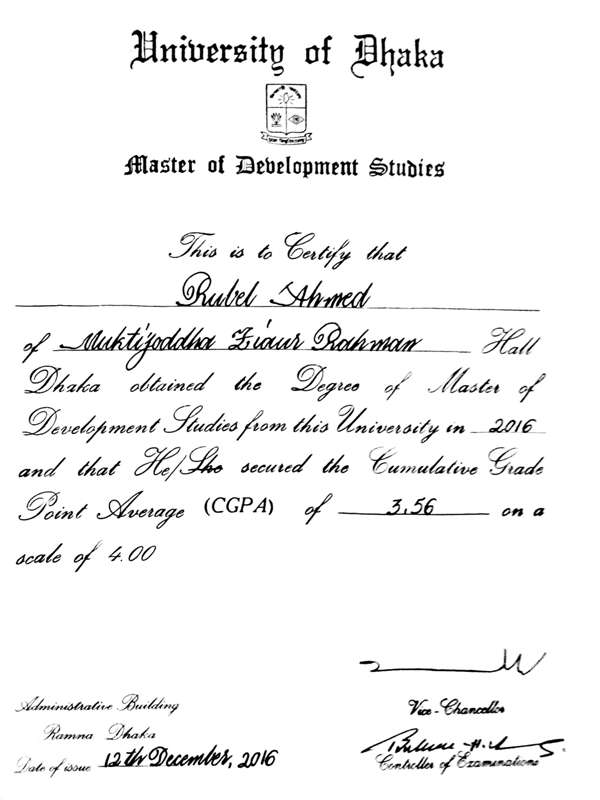 University of Dhaka
Master of Development Studies
This is to Certify that
Rubel Ahmed
of Muktijoddha Ziaur Rahman Hall
Dhaka obtained the Degree of Master of
Development Studies from this University in 2016
and that He/She secured the Cumulative Grade
Point Average (CGPA) of 3.56 on a
scale of 4.00
Administrative Building
Ramna Dhaka
Date of issue 12th December, 2016
Vice-Chancellor
Controller of Examinations